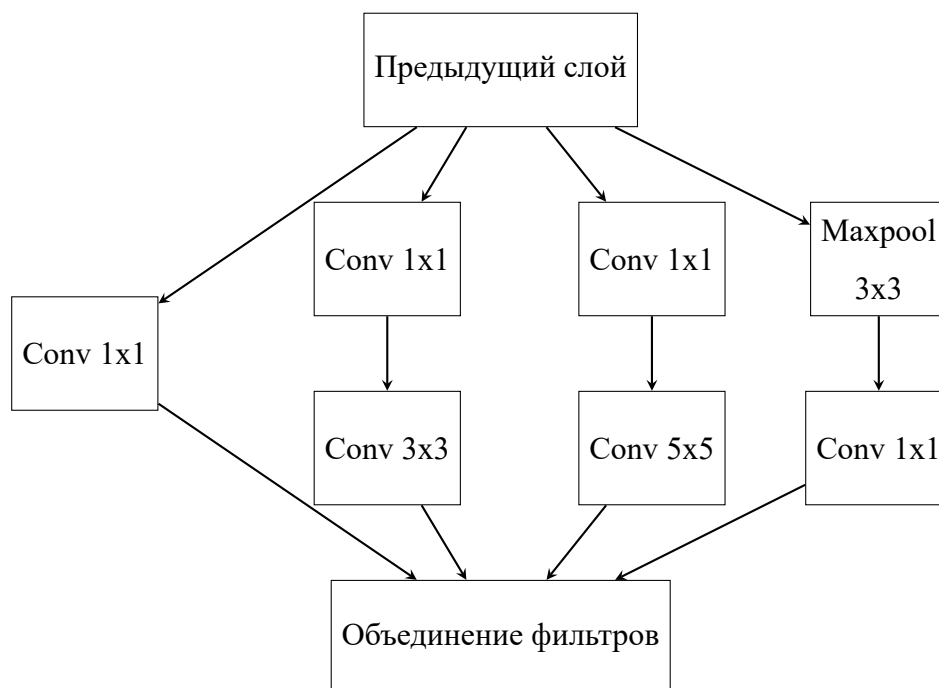 Предыдущий слой
Conv 1x1
Conv 1x1
Maxpool
3x3
Conv 1x1
Conv 3x3
Conv 5x5
Conv 1x1
Объединение фильтров